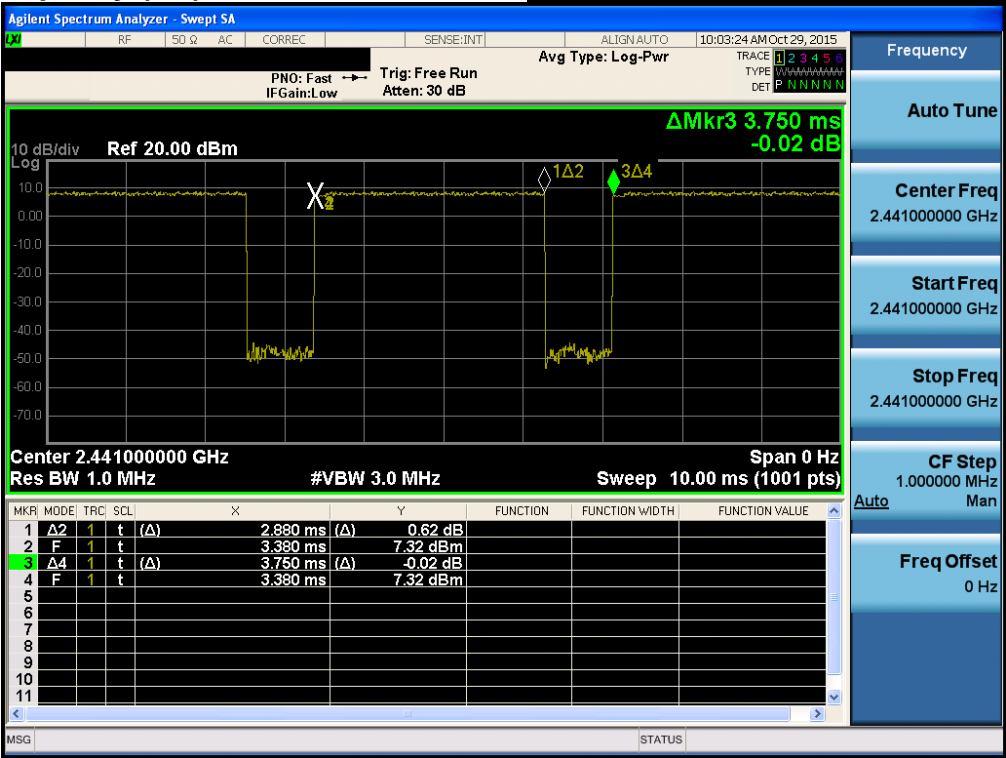 Agilent Spectrum Analyzer - Swept SA
LXI RF 50 Ω AC CORREC SENSE:INT ALIGN AUTO 10:03:24 AM Oct 29, 2015
PNO: Fast Trig: Free Run Avg Type: Log-Pwr TRACE 1 2 3 4 5 6
IFGain:Low Atten: 30 dB TYPE WWWWWW
DET P N N N N N
ΔMkr3 3.750 ms
-0.02 dB
10 dB/div Ref 20.00 dBm
Log
1Δ2 3Δ4
10.0
X
2
0.00
-10.0
-20.0
-30.0
-40.0
-50.0
-60.0
-70.0
Center 2.441000000 GHz Span 0 Hz
Res BW 1.0 MHz #VBW 3.0 MHz Sweep 10.00 ms (1001 pts)
MKR MODE TRC SCL X Y FUNCTION FUNCTION WIDTH FUNCTION VALUE
1 Δ2 1 t (Δ) 2.880 ms (Δ) 0.62 dB
2 F 1 t 3.380 ms 7.32 dBm
3 Δ4 1 t (Δ) 3.750 ms (Δ) -0.02 dB
4 F 1 t 3.380 ms 7.32 dBm
5
6
7
8
9
10
11
MSG STATUS
Frequency
Auto Tune
Center Freq
2.441000000 GHz
Start Freq
2.441000000 GHz
Stop Freq
2.441000000 GHz
CF Step
1.000000 MHz
Auto Man
Freq Offset
0 Hz